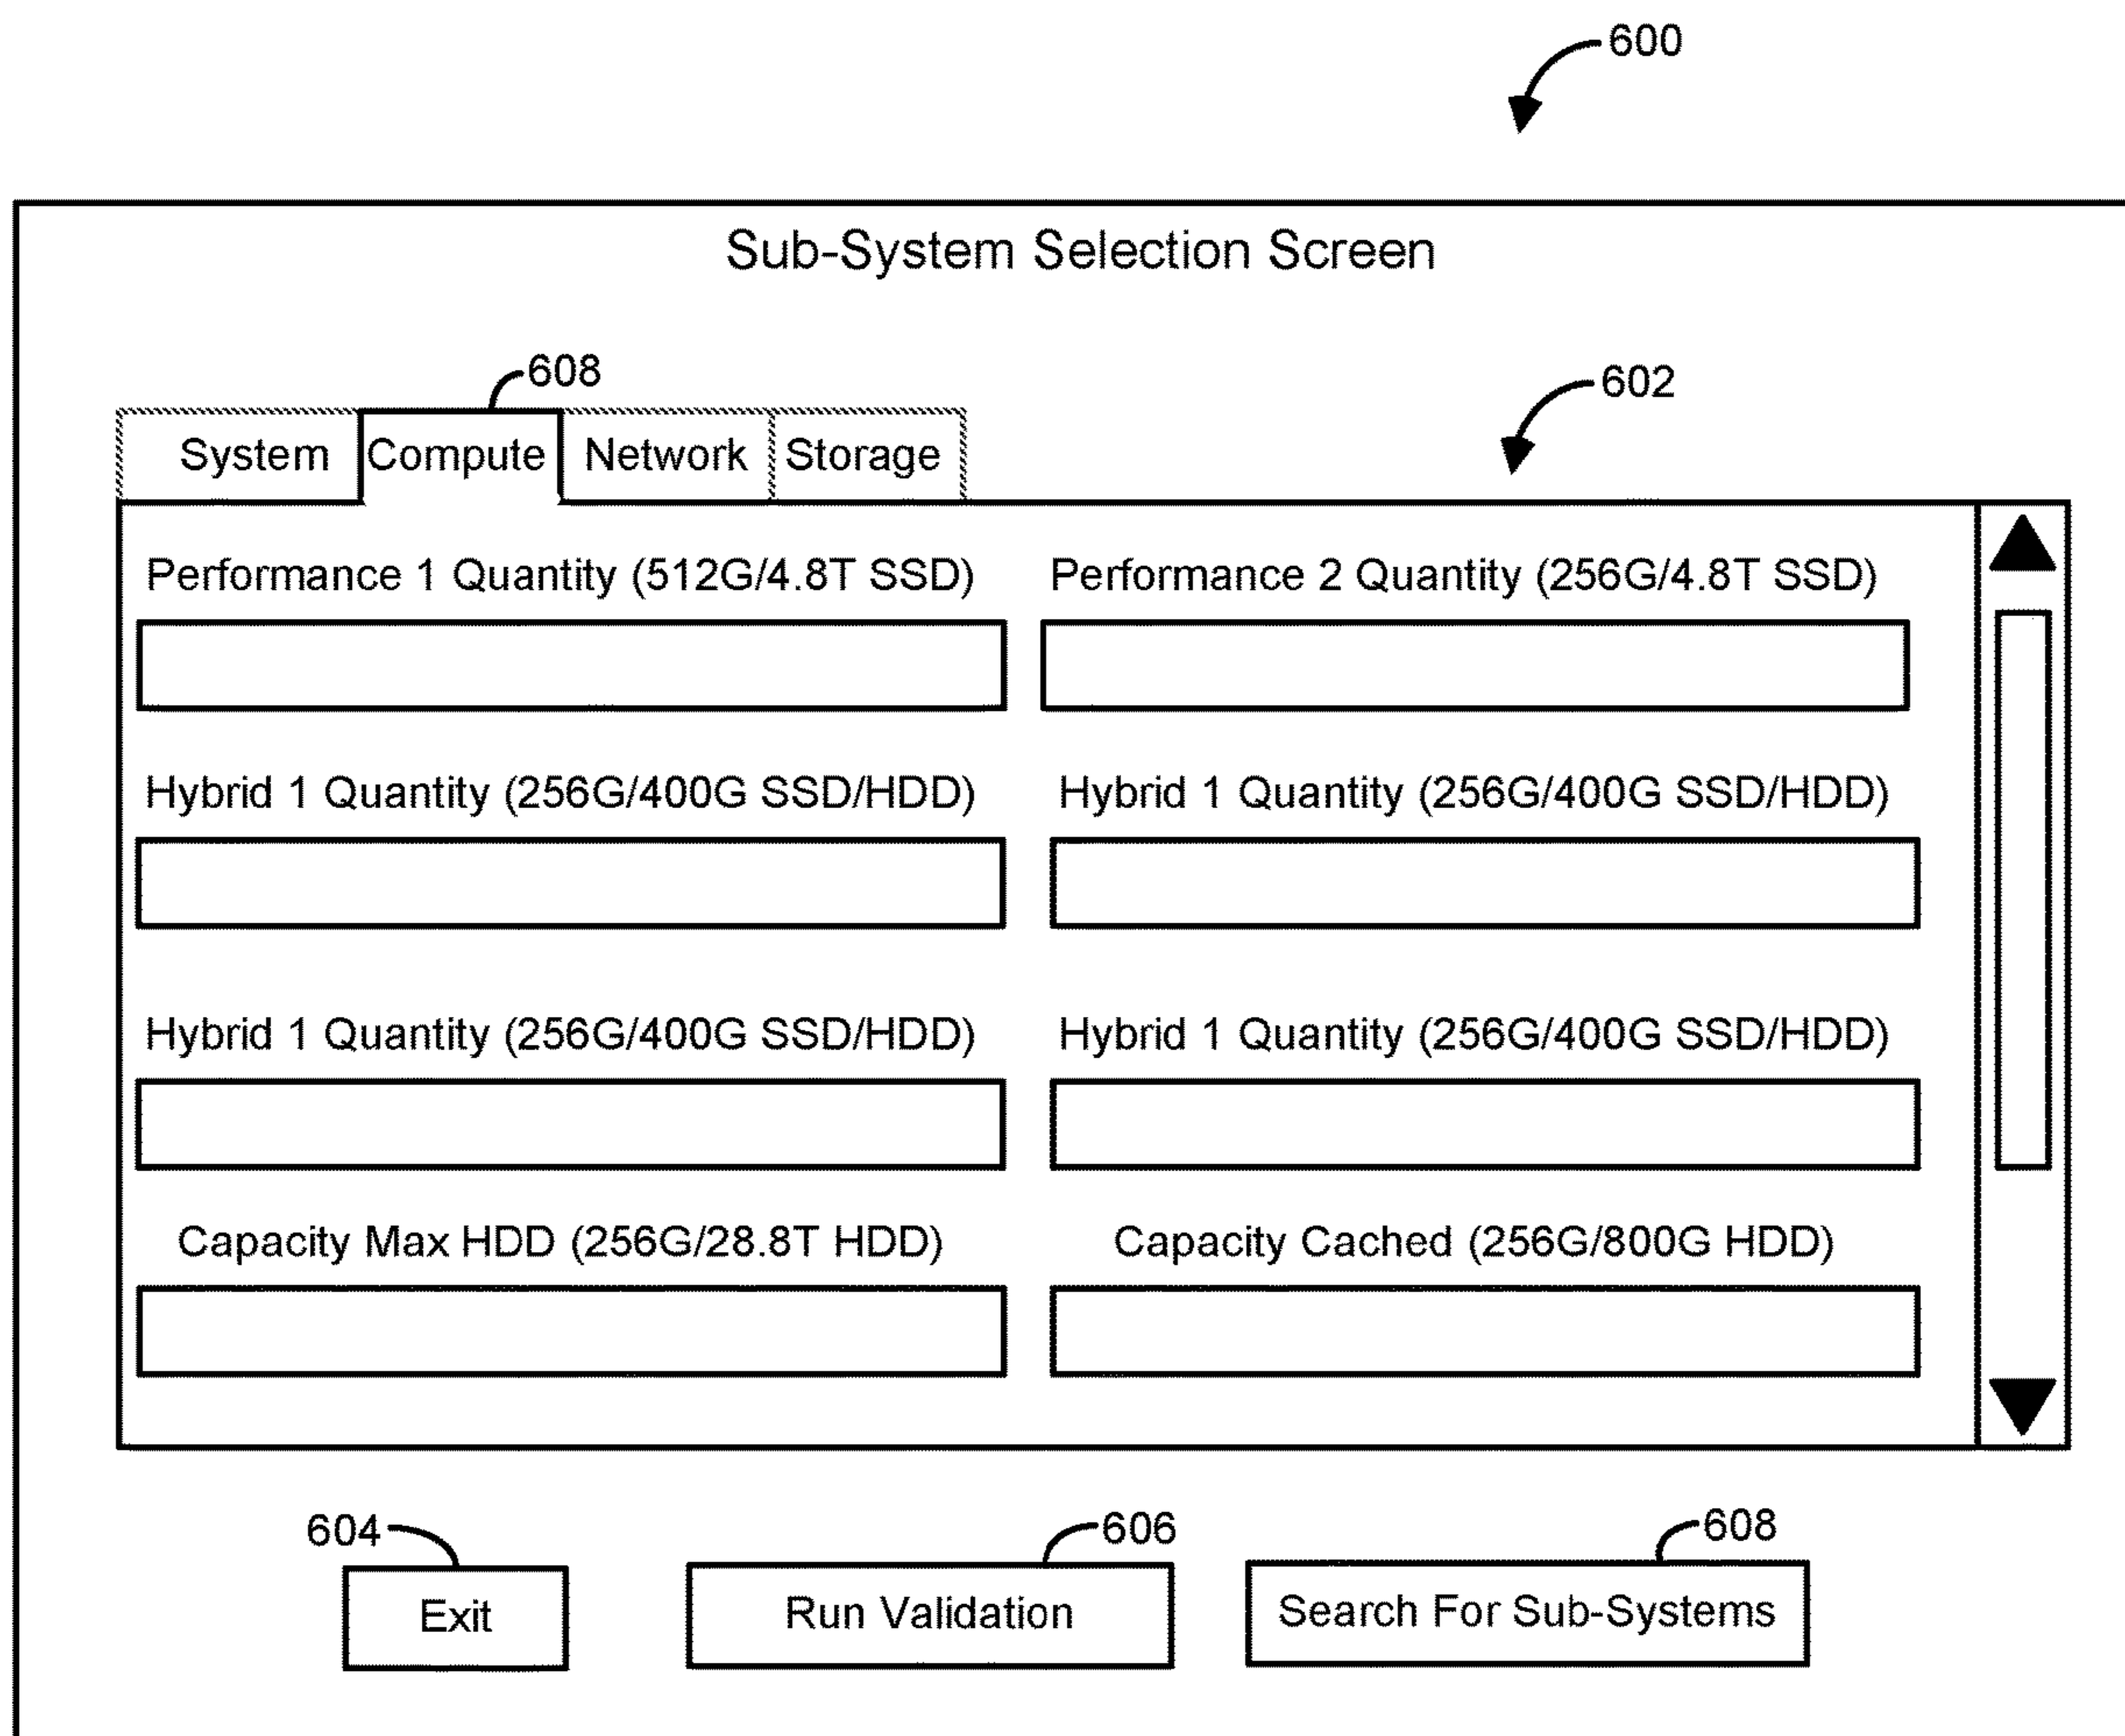 600
Sub-System Selection Screen
608
602
System Compute Network Storage
Performance 1 Quantity (512G/4.8T SSD) Performance 2 Quantity (256G/4.8T SSD)
Hybrid 1 Quantity (256G/400G SSD/HDD) Hybrid 1 Quantity (256G/400G SSD/HDD)
Hybrid 1 Quantity (256G/400G SSD/HDD) Hybrid 1 Quantity (256G/400G SSD/HDD)
Capacity Max HDD (256G/28.8T HDD) Capacity Cached (256G/800G HDD)
604 606 608
Exit Run Validation Search For Sub-Systems